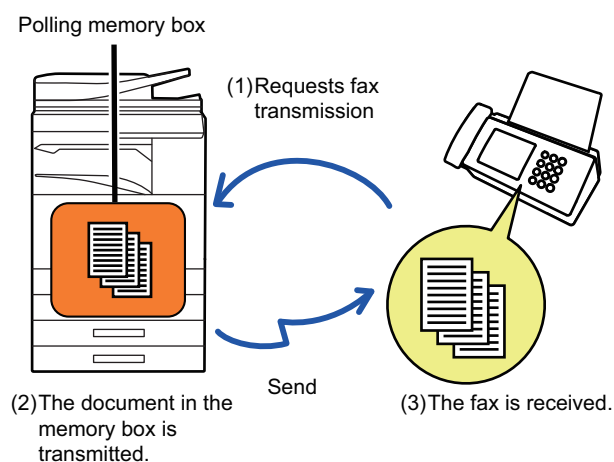 Polling memory box
(1)Requests fax
transmission
Send
(2)The document in the
memory box is
transmitted.
(3)The fax is received.